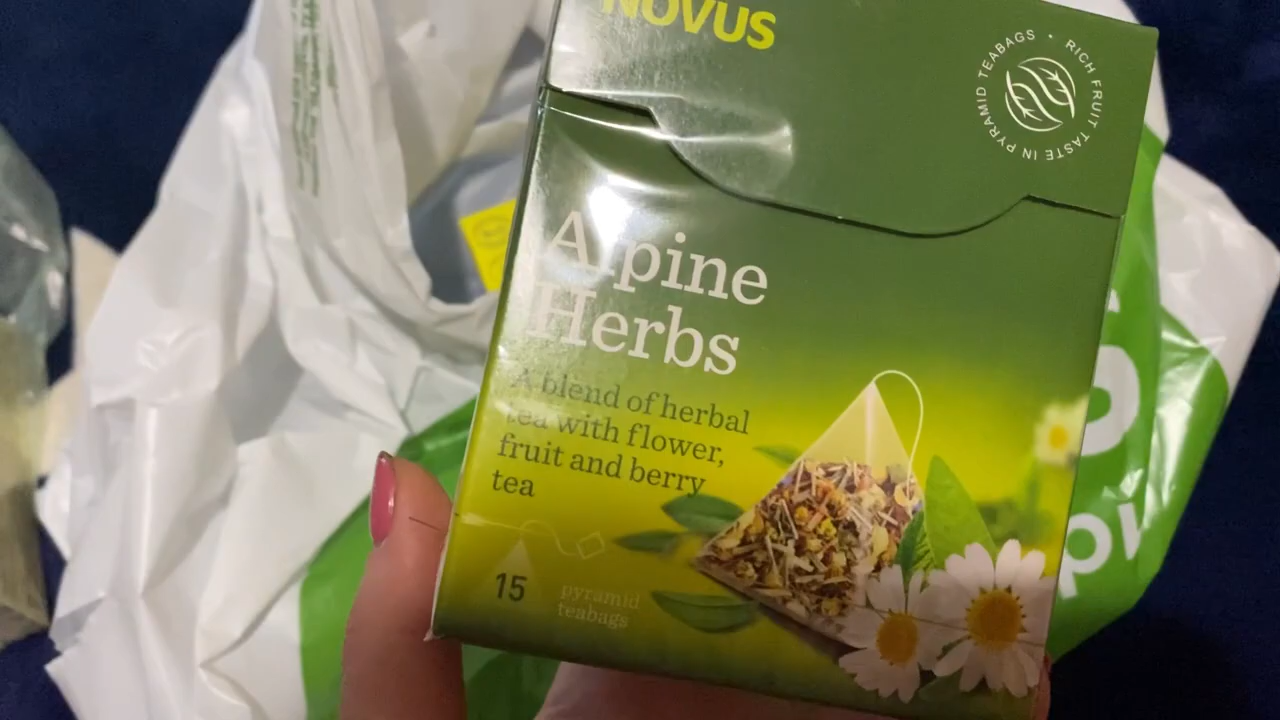 NOVUS
PYRAMID TEABAGS • RICH FRUIT TASTE IN
Alpine
Herbs
A blend of herbal
tea with flower,
fruit and berry
tea
15
pyramid
teabags